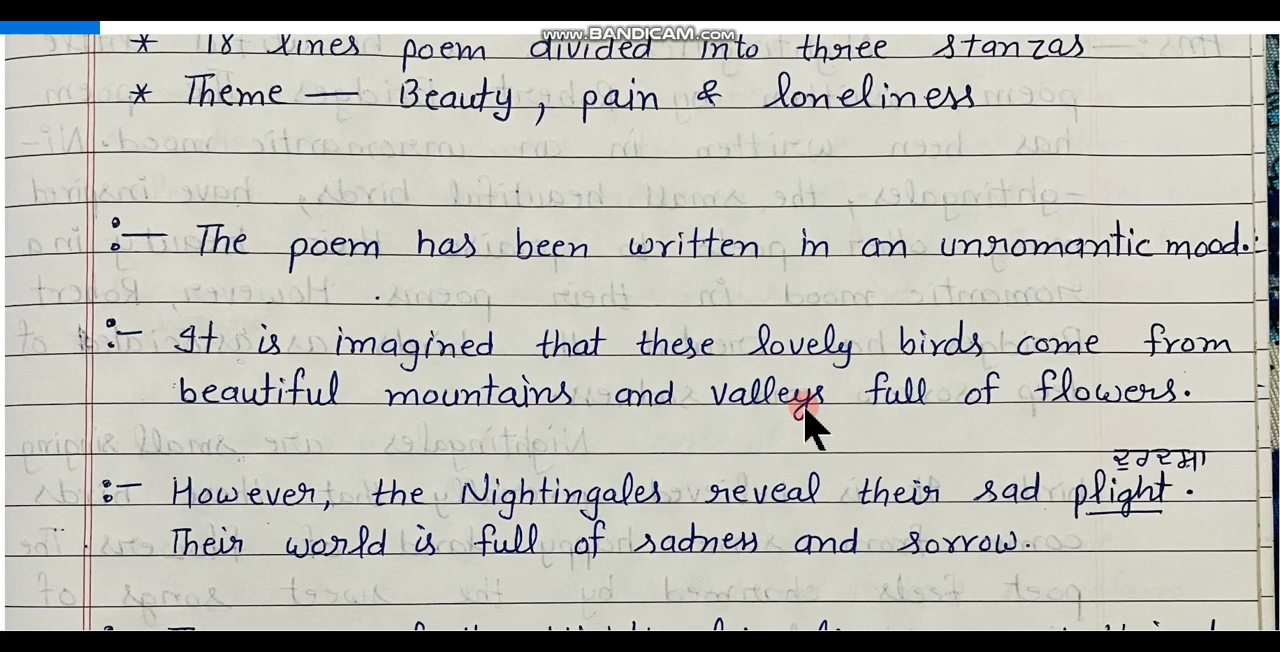 www.BANDICAM.com
* 18 lines poem divided into three stanzas
* Theme — Beauty, pain & loneliness
:— The poem has been written in an unromantic mood.
:— It is imagined that these lovely birds come from
beautiful mountains and valleys full of flowers.
ਦੁਰਦਸ਼ਾ
:— However, the Nightingales reveal their sad plight.
Their world is full of sadness and sorrow.